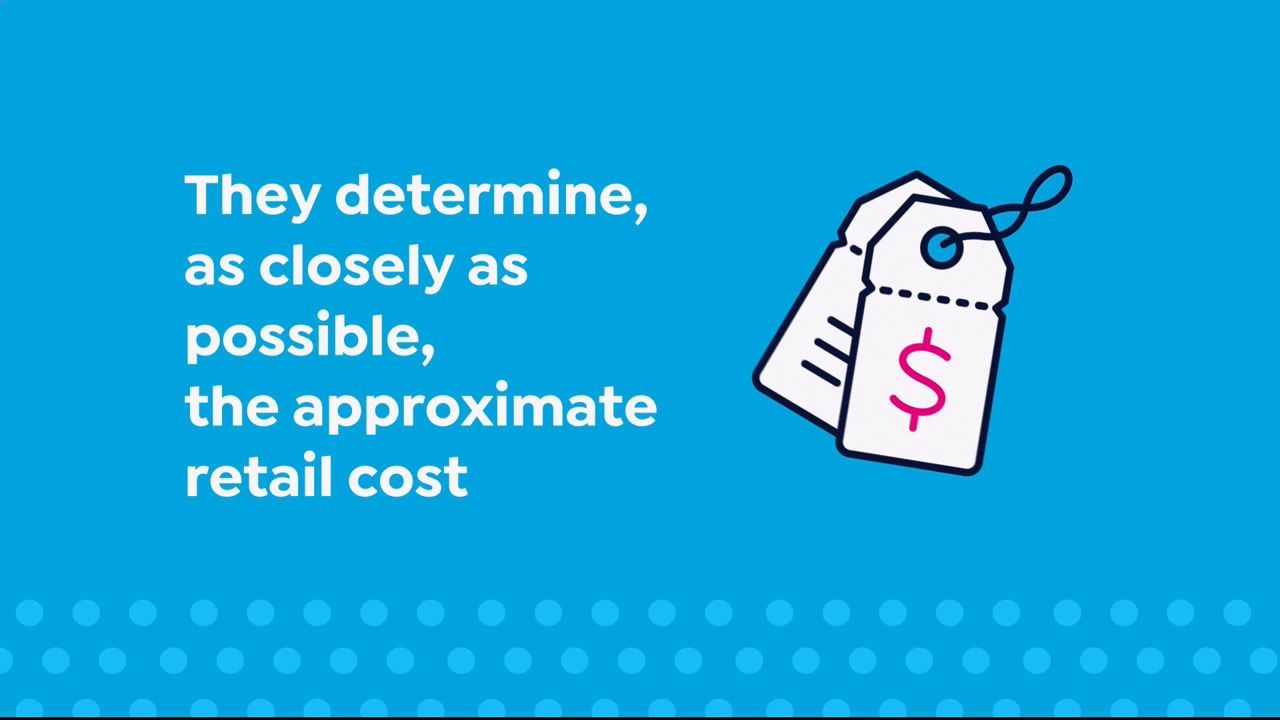 They determine,
as closely as
possible,
the approximate
retail cost
$